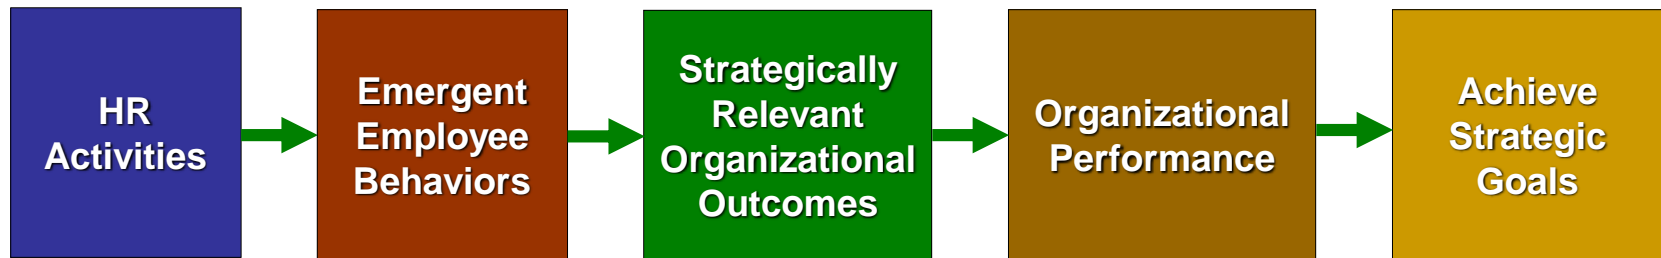 HR
Activities
Emergent
Employee
Behaviors
Strategically
Relevant
Organizational
Outcomes
Organizational
Performance
Achieve
Strategic
Goals